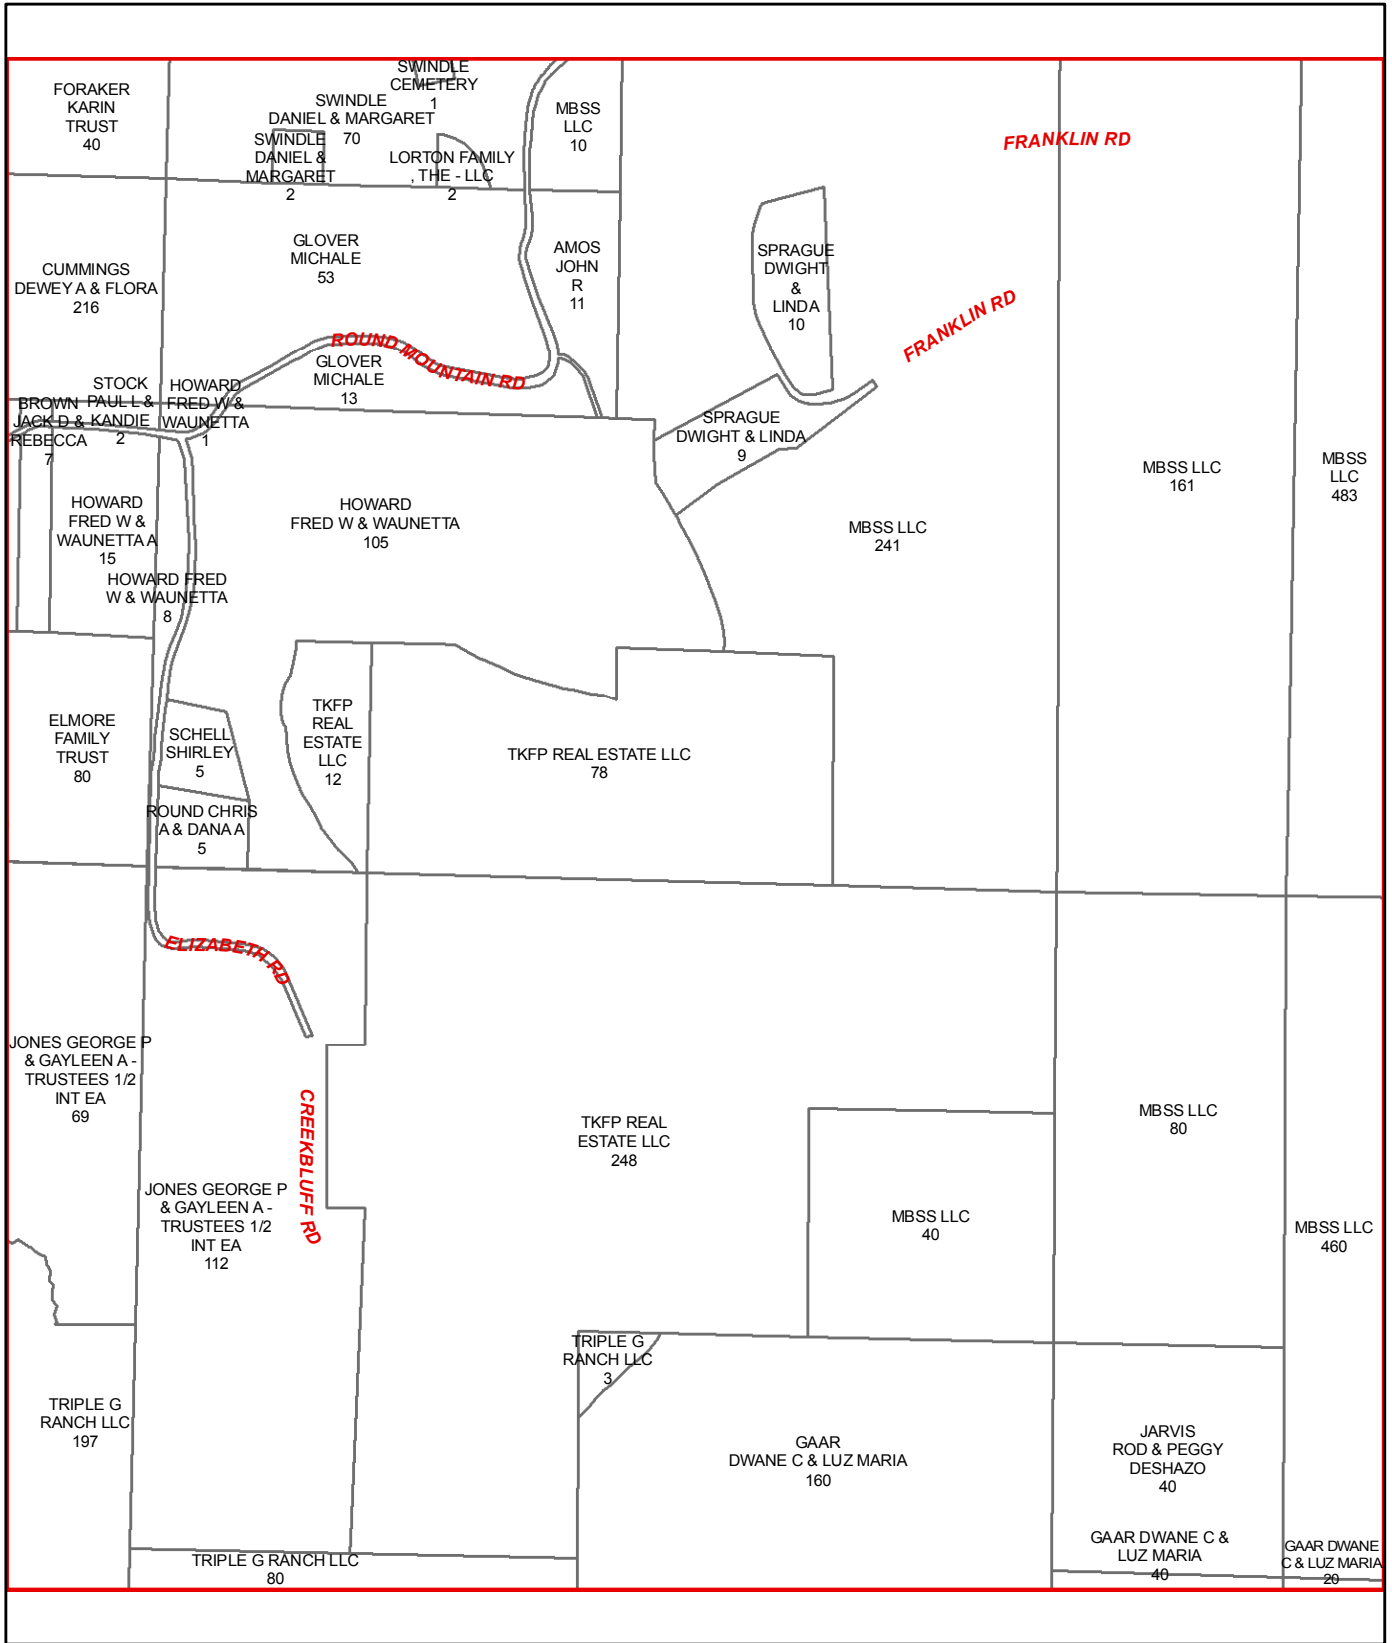 FORAKER
KARIN
TRUST
40
SWINDLE
CEMETERY
1
SWINDLE
DANIEL & MARGARET
70
SWINDLE
DANIEL &
MARGARET
2
LORTON FAMILY
, THE - LLC
2
MBSS
LLC
10
FRANKLIN RD
CUMMINGS
DEWEY A & FLORA
216
GLOVER
MICHALE
53
AMOS
JOHN
R
11
SPRAGUE
DWIGHT
&
LINDA
10
FRANKLIN RD
ROUND MOUNTAIN RD
GLOVER
MICHALE
13
BROWN
JACK D &
REBECCA
7
STOCK
PAUL L &
KANDIE
2
HOWARD
FRED W &
WAUNETTA
1
SPRAGUE
DWIGHT & LINDA
9
MBSS LLC
161
MBSS
LLC
483
HOWARD
FRED W &
WAUNETTA A
15
HOWARD
FRED W & WAUNETTA
105
MBSS LLC
241
HOWARD FRED
W & WAUNETTA
8
ELMORE
FAMILY
TRUST
80
SCHELL
SHIRLEY
5
TKFP
REAL
ESTATE
LLC
12
TKFP REAL ESTATE LLC
78
ROUND CHRIS
A & DANA A
5
ELIZABETH RD
JONES GEORGE P
& GAYLEEN A -
TRUSTEES 1/2
INT EA
69
CREEKBLUFF RD
TKFP REAL
ESTATE LLC
248
MBSS LLC
80
JONES GEORGE P
& GAYLEEN A -
TRUSTEES 1/2
INT EA
112
MBSS LLC
40
MBSS LLC
460
TRIPLE G
RANCH LLC
3
TRIPLE G
RANCH LLC
197
GAAR
DWANE C & LUZ MARIA
160
JARVIS
ROD & PEGGY
DESHAZO
40
TRIPLE G RANCH LLC
80
GAAR DWANE C &
LUZ MARIA
40
GAAR DWANE
C & LUZ MARIA
20